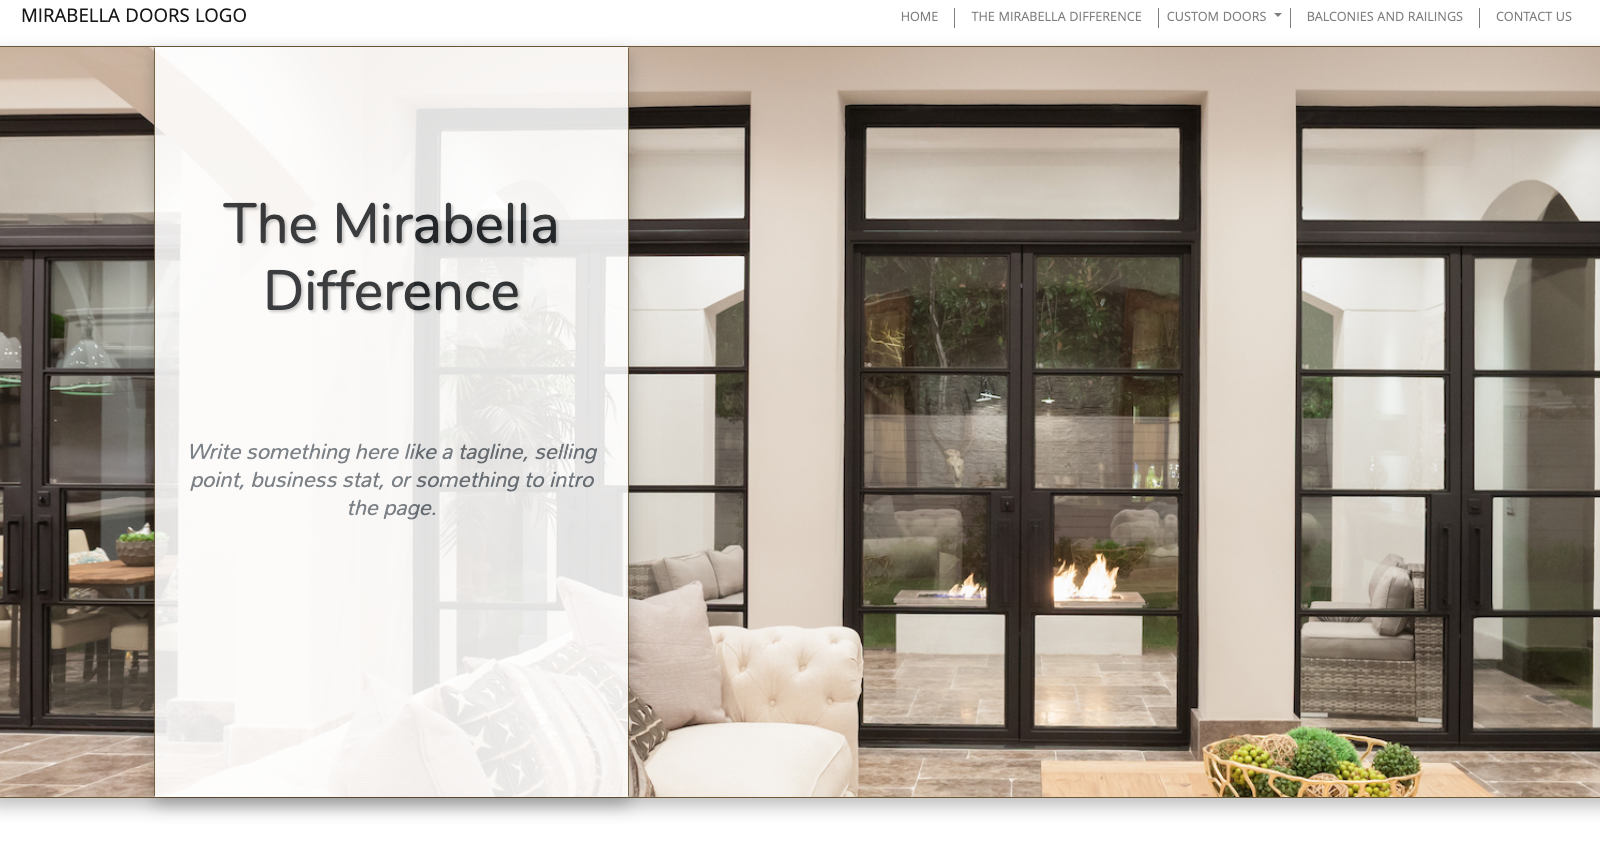 MIRABELLA DOORS LOGO
HOME
THE MIRABELLA DIFFERENCE
CUSTOM DOORS
BALCONIES AND RAILINGS
CONTACT US
The Mirabella
Difference
Write something here like a tagline, selling
point, business stat, or something to intro
the page.